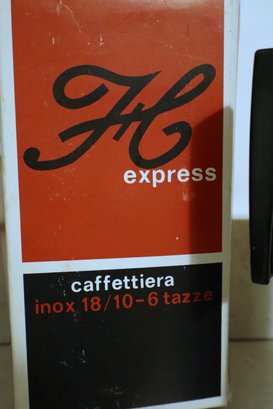 H
express
caffettiera
inox 18/10-6 tazze